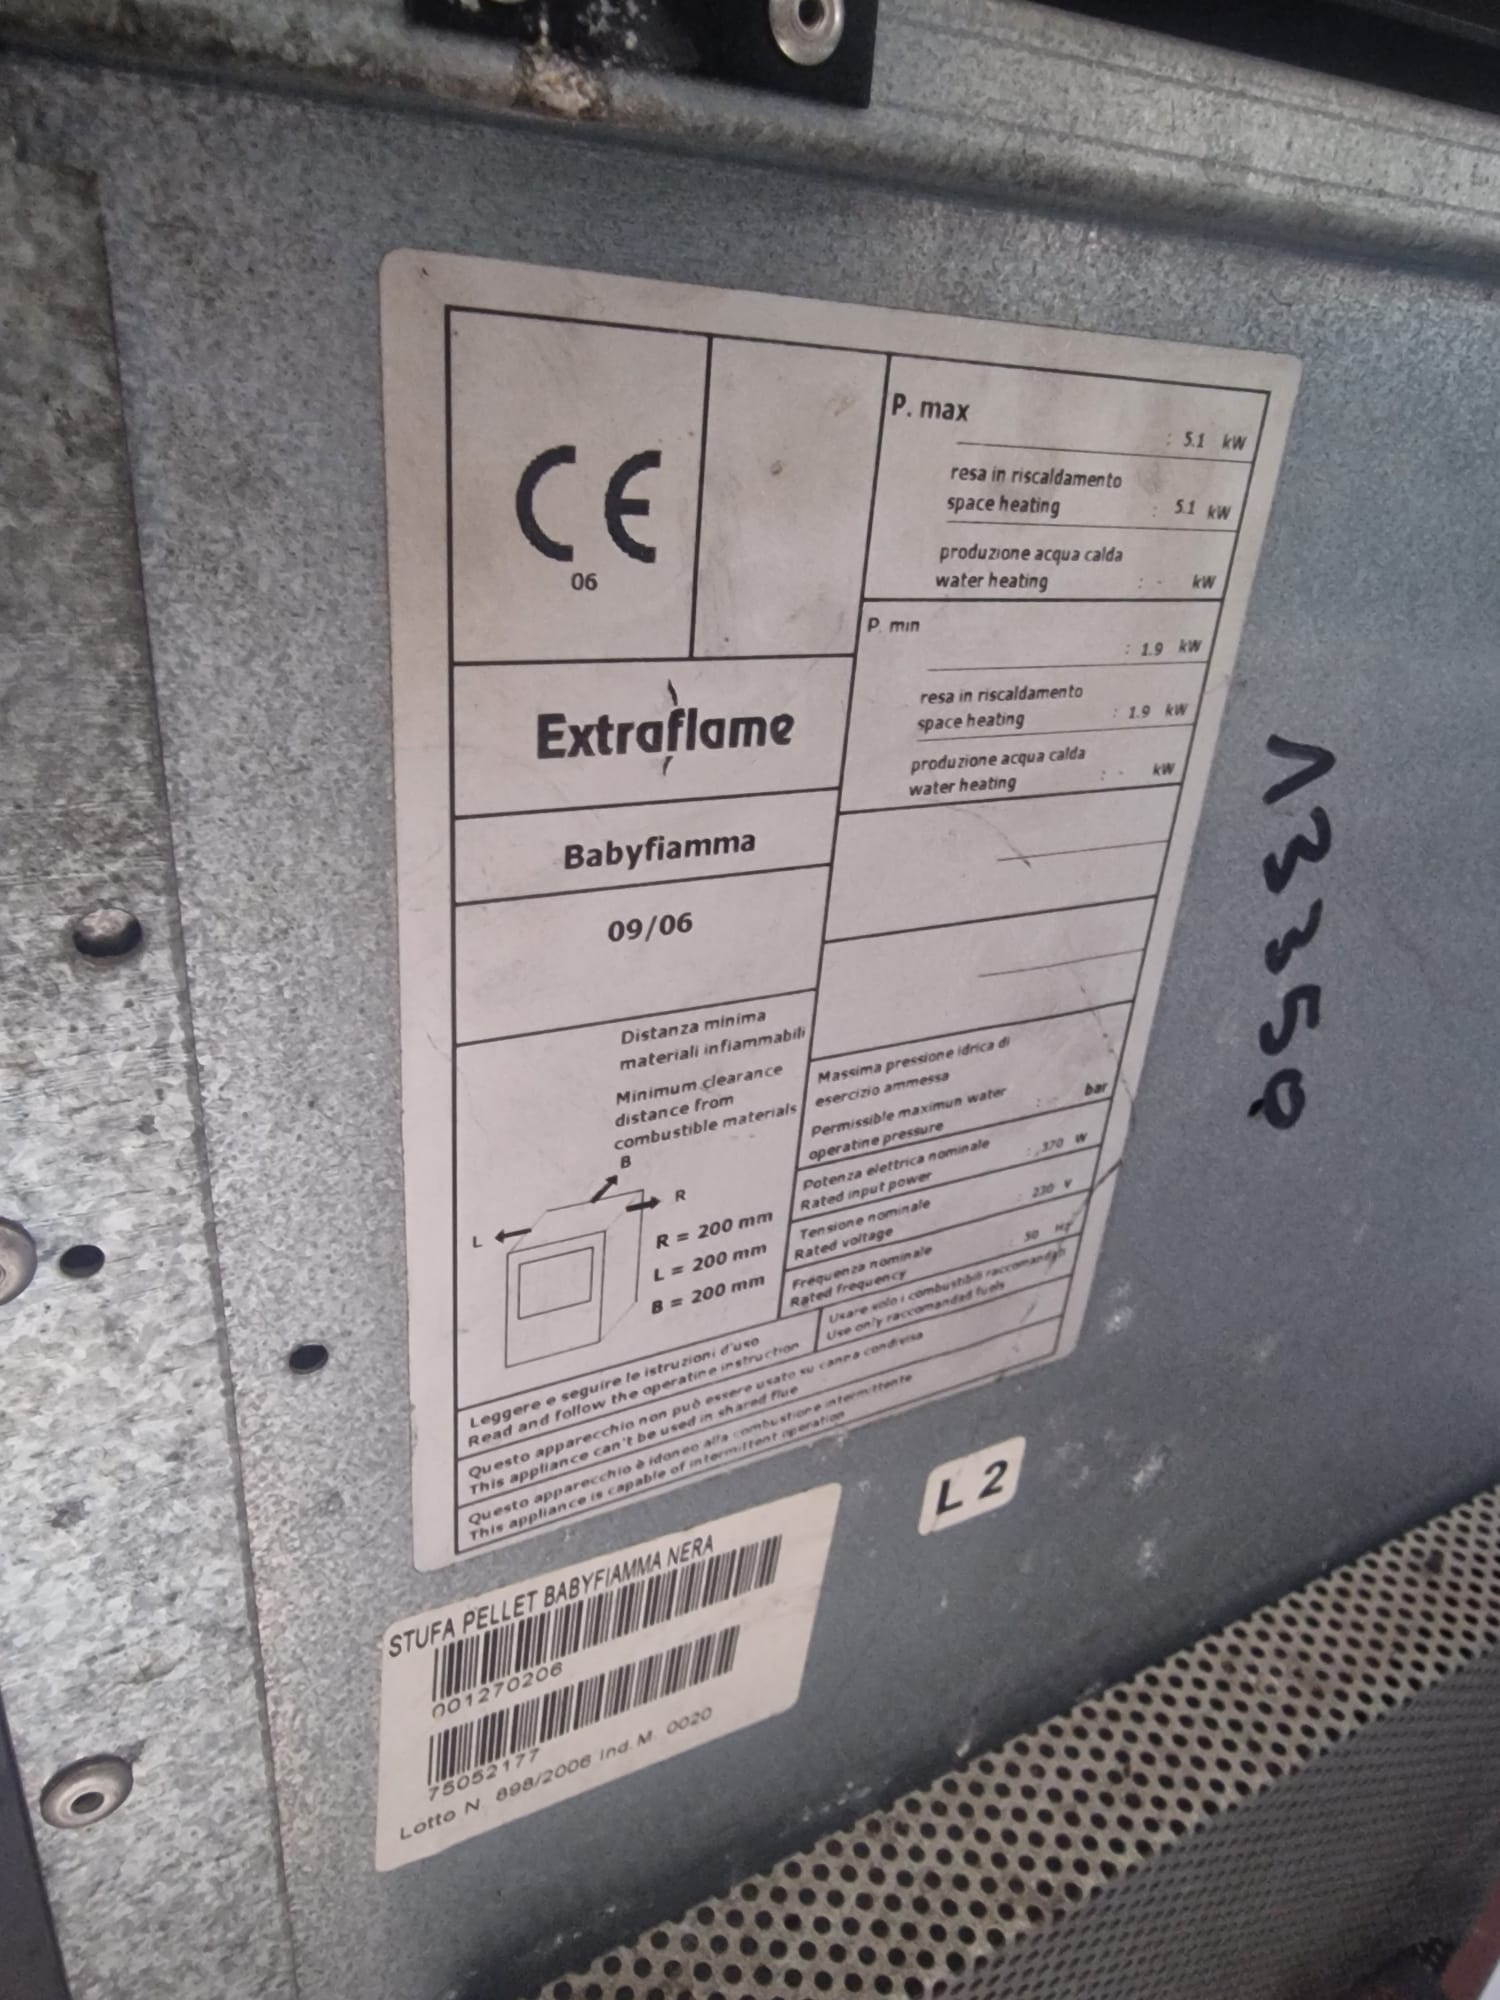 CE
06
Extraflame
Babyfiamma
09/06
Distanza minima
materiali infiammabili
Minimum clearance
distance from
combustible materials
B
R
L
R = 200 mm
L = 200 mm
B = 200 mm
P. max
: 5.1 kW
resa in riscaldamento
space heating : 5.1 kW
produzione acqua calda
water heating : - kW
P. min
: 1.9 kW
resa in riscaldamento
space heating : 1.9 kW
produzione acqua calda
water heating : - kW
Massima pressione idrica di
esercizio ammessa
Permissible maximun water
operatine pressure : - bar
Potenza elettrica nominale
Rated input power : 370 W
Tensione nominale
Rated voltage : 230 V
Frequenza nominale
Rated frequency : 50 Hz
Leggere e seguire le istruzioni d'uso
Read and follow the operatine instruction
Usare solo i combustibili raccomandati
Use only raccomandad fuels
Questo apparecchio non può essere usato su canna condivisa
This appliance can't be used in shared flue
Questo apparecchio è idoneo alla combustione intermittente
This appliance is capable of intermittent operation
L 2
STUFA PELLET BABYFIAMMA NERA
001270206
75052177
Lotto N. 898/2006 Ind. M. 0020